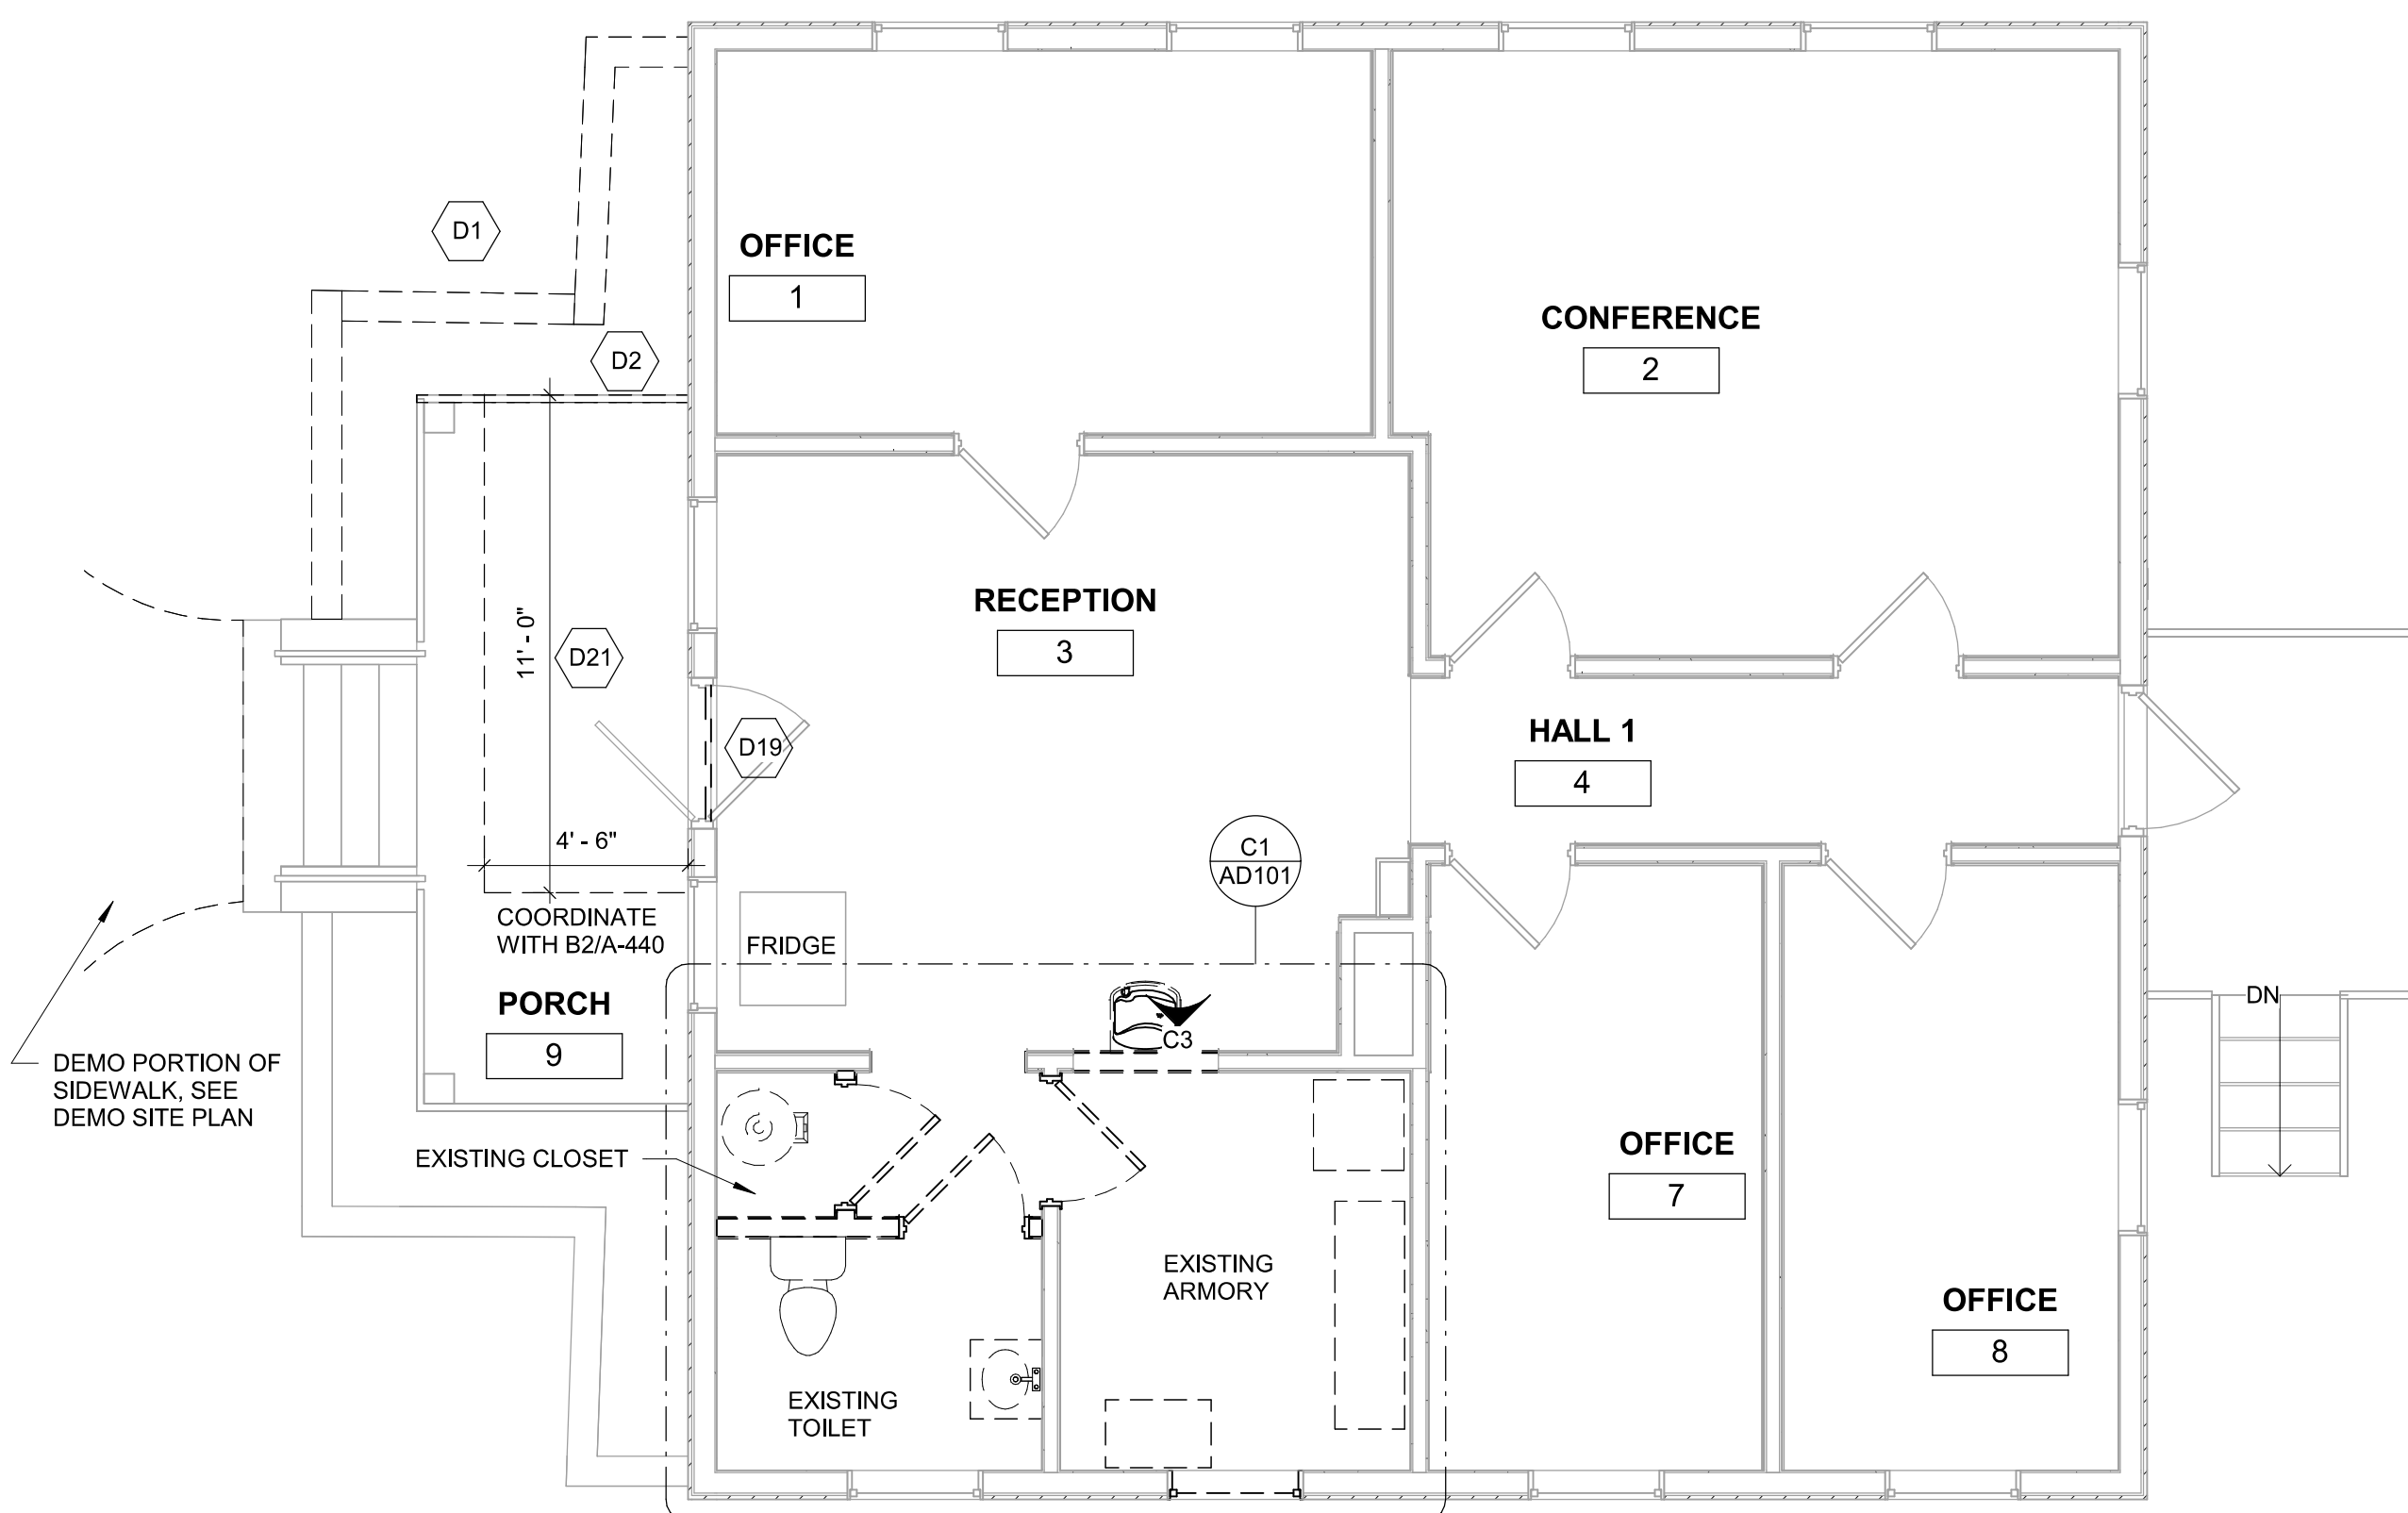 D1
OFFICE
1
CONFERENCE
2
D2
RECEPTION
3
11' - 0"
D21
D19
HALL 1
4
4' - 6"
C1
AD101
COORDINATE
WITH B2/A-440
FRIDGE
PORCH
9
C3
DN
DEMO PORTION OF
SIDEWALK, SEE
DEMO SITE PLAN
EXISTING CLOSET
OFFICE
7
EXISTING
ARMORY
OFFICE
8
EXISTING
TOILET